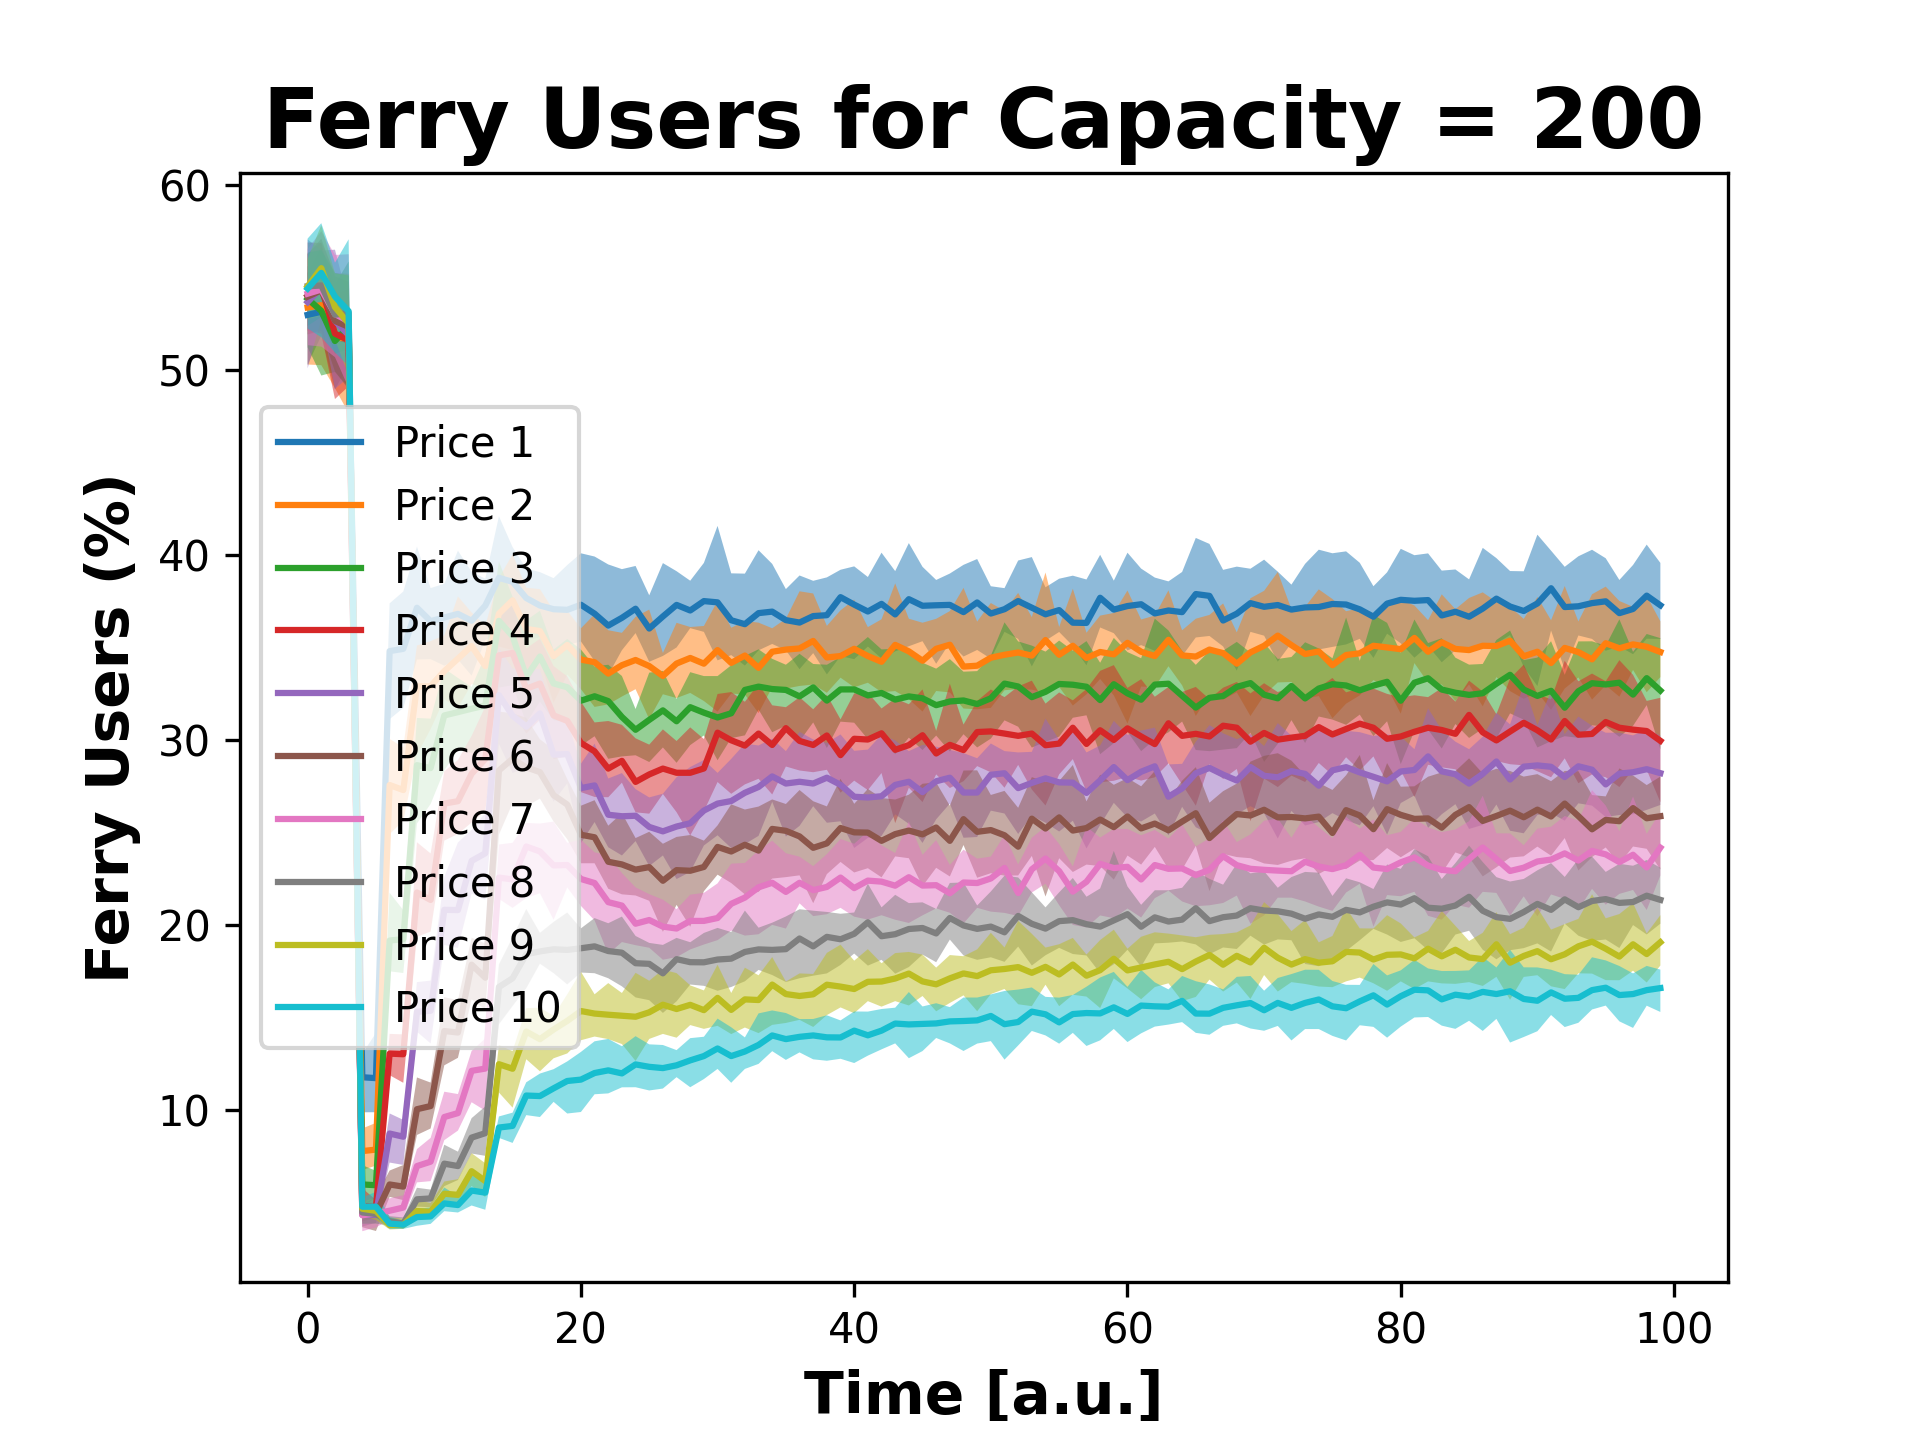 Ferry Users for Capacity = 200
60
50
40
30
20
10
Ferry Users (%)
Price 1
Price 2
Price 3
Price 4
Price 5
Price 6
Price 7
Price 8
Price 9
Price 10
0 20 40 60 80 100
Time [a.u.]